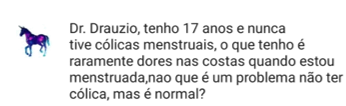 Dr. Drauzio, tenho 17 anos e nunca
tive cólicas menstruais, o que tenho é
raramente dores nas costas quando estou
menstruada,nao que é um problema não ter
cólica, mas é normal?